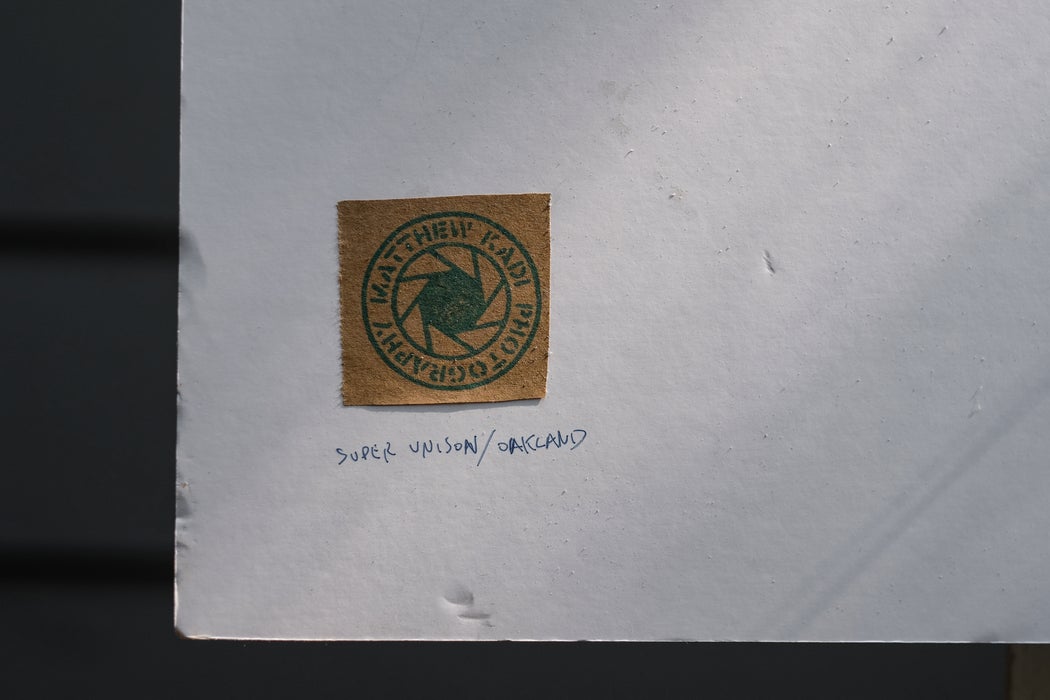 MATTHEW KADI PHOTOGRAPHY
SUPER UNISON/OAKLAND